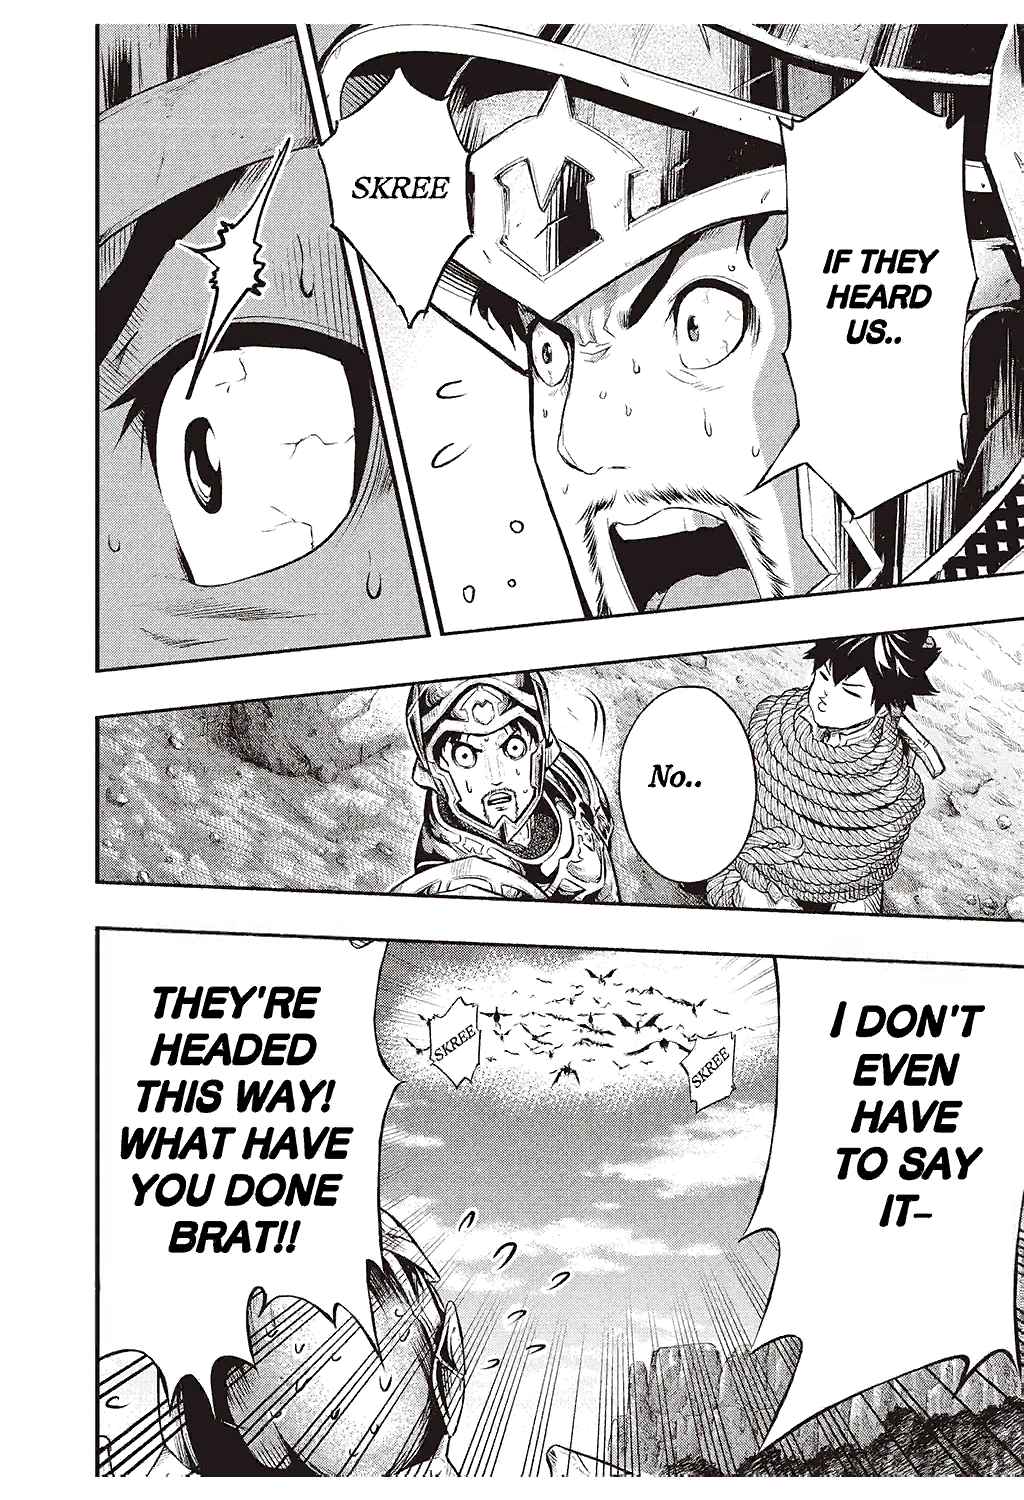 IF THEY
HEARD
US..
SKREE
No..
I DON'T
EVEN
HAVE
TO SAY
IT–
SKREE
SKREE
THEY'RE
HEADED
THIS WAY!
WHAT HAVE
YOU DONE
BRAT!!